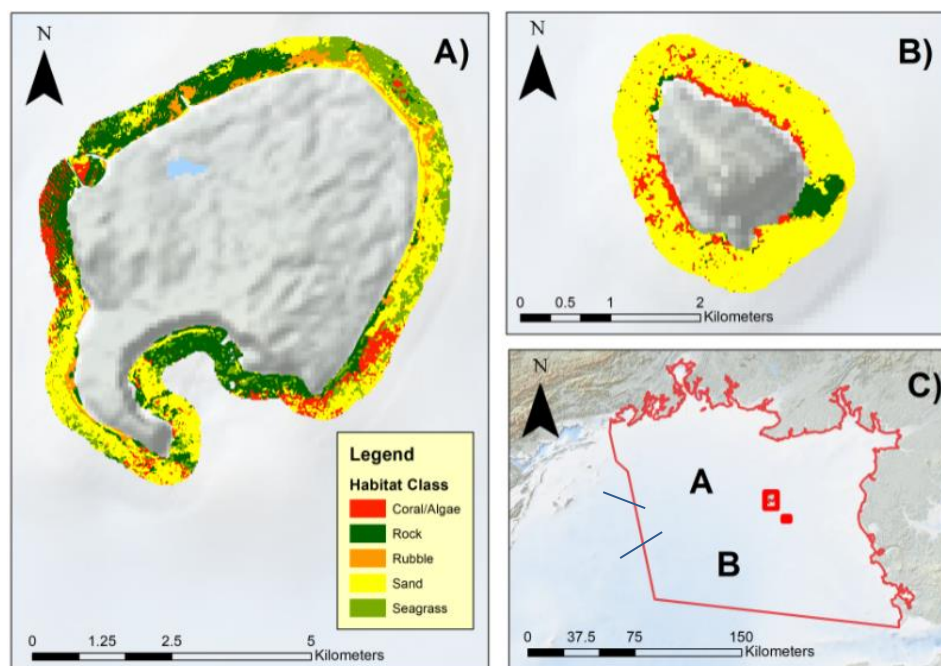 N
A)
Legend
Habitat Class
Coral/Algae
Rock
Rubble
Sand
Seagrass
0 1.25 2.5 5
Kilometers
N
B)
0 0.5 1 2
Kilometers
N
C)
A
B
0 37.5 75 150
Kilometers